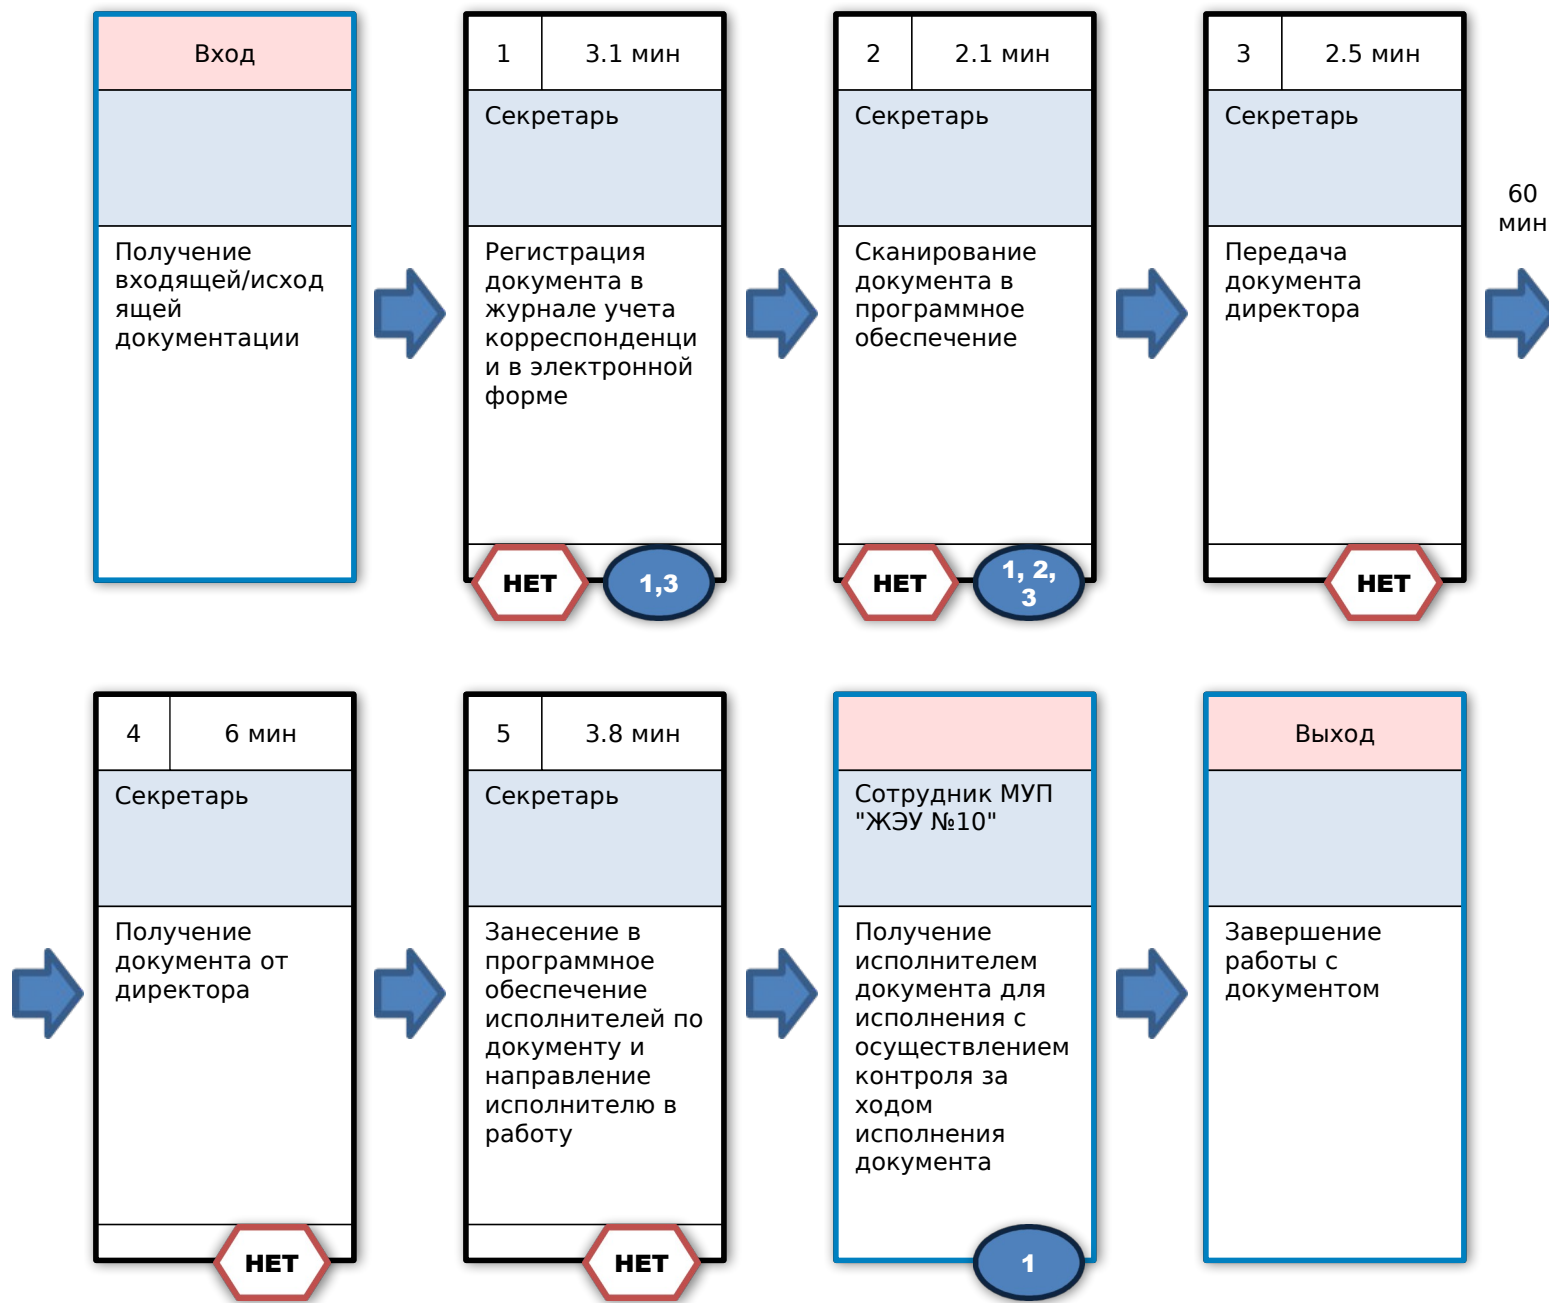 Вход
Получение
входящей/исход
ящей
документации
1
3.1 мин
Секретарь
Регистрация
документа в
журнале учета
корреспонденци
и в электронной
форме
НЕТ
1,3
2
2.1 мин
Секретарь
Сканирование
документа в
программное
обеспечение
НЕТ
1, 2,
3
3
2.5 мин
Секретарь
Передача
документа
директора
НЕТ
60
мин
4
6 мин
Секретарь
Получение
документа от
директора
НЕТ
5
3.8 мин
Секретарь
Занесение в
программное
обеспечение
исполнителей по
документу и
направление
исполнителю в
работу
НЕТ
Сотрудник МУП
"ЖЭУ №10"
Получение
исполнителем
документа для
исполнения с
осуществлением
контроля за
ходом
исполнения
документа
1
Выход
Завершение
работы с
документом